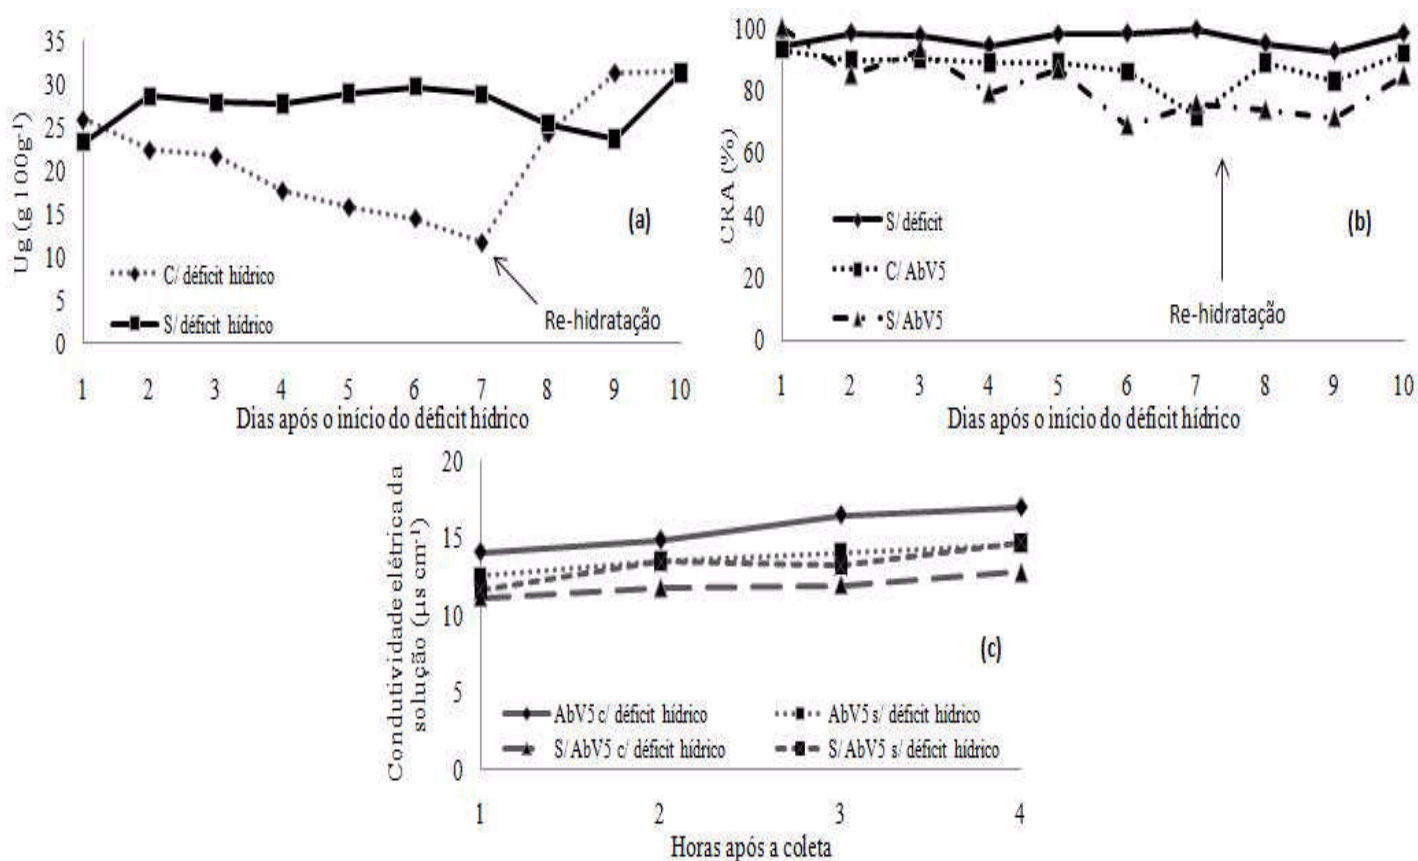 Ug (g 100g⁻¹)
35
30
25
20
15
10
5
0
(a)
C/ déficit hídrico
S/ déficit hídrico
Re-hidratação
1 2 3 4 5 6 7 8 9 10
Dias após o início do déficit hídrico
CRA (%)
100
80
60
40
20
0
(b)
S/ déficit
C/ AbV5
S/ AbV5
Re-hidratação
1 2 3 4 5 6 7 8 9 10
Dias após o início do déficit hídrico
Condutividade elétrica da
solução (µs cm⁻¹)
20
15
10
5
0
(c)
AbV5 c/ déficit hídrico
AbV5 s/ déficit hídrico
S/ AbV5 c/ déficit hídrico
S/ AbV5 s/ déficit hídrico
1 2 3 4
Horas após a coleta